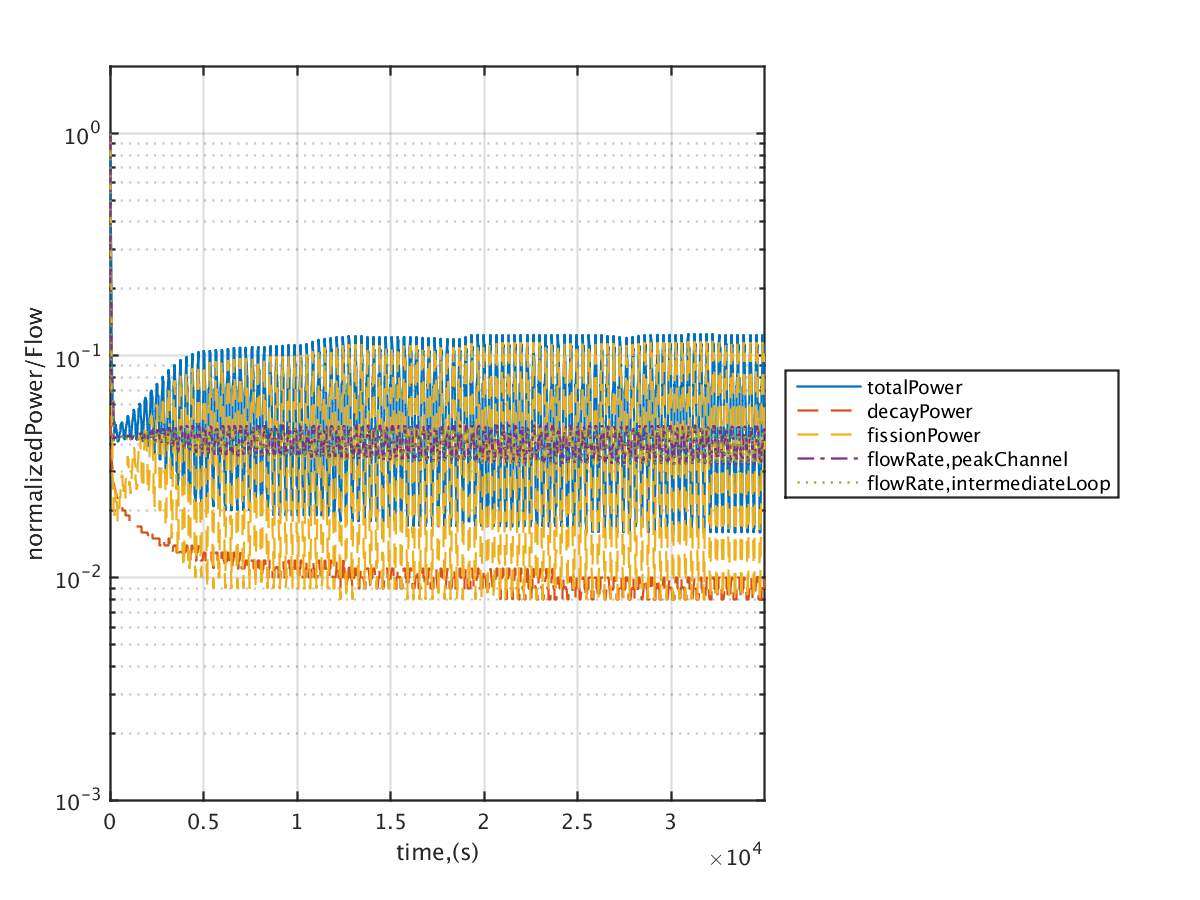 normalizedPower/Flow
10^0
10^-1
10^-2
10^-3
0 0.5 1 1.5 2 2.5 3
time,(s)
×10^4
totalPower
decayPower
fissionPower
flowRate,peakChannel
flowRate,intermediateLoop